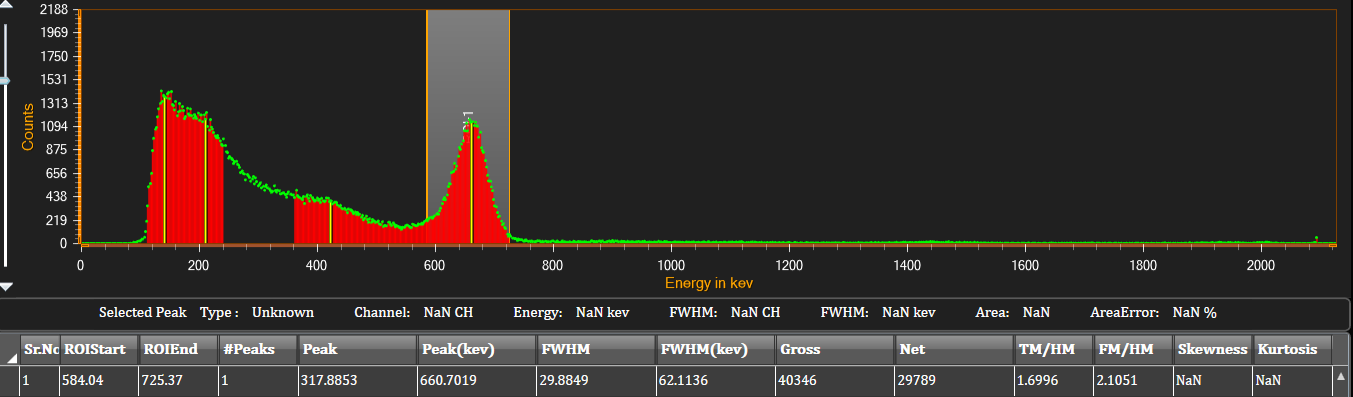 2188
1969
1750
1531
1313
1094
875
656
438
219
0
Counts
1
0 200 400 600 800 1000 1200 1400 1600 1800 2000
Energy in kev
Selected Peak Type : Unknown Channel: NaN CH Energy: NaN kev FWHM: NaN CH FWHM: NaN kev Area: NaN AreaError: NaN %
Sr.No ROIStart ROIEnd #Peaks Peak Peak(kev) FWHM FWHM(kev) Gross Net TM/HM FM/HM Skewness Kurtosis
1 584.04 725.37 1 317.8853 660.7019 29.8849 62.1136 40346 29789 1.6996 2.1051 NaN NaN